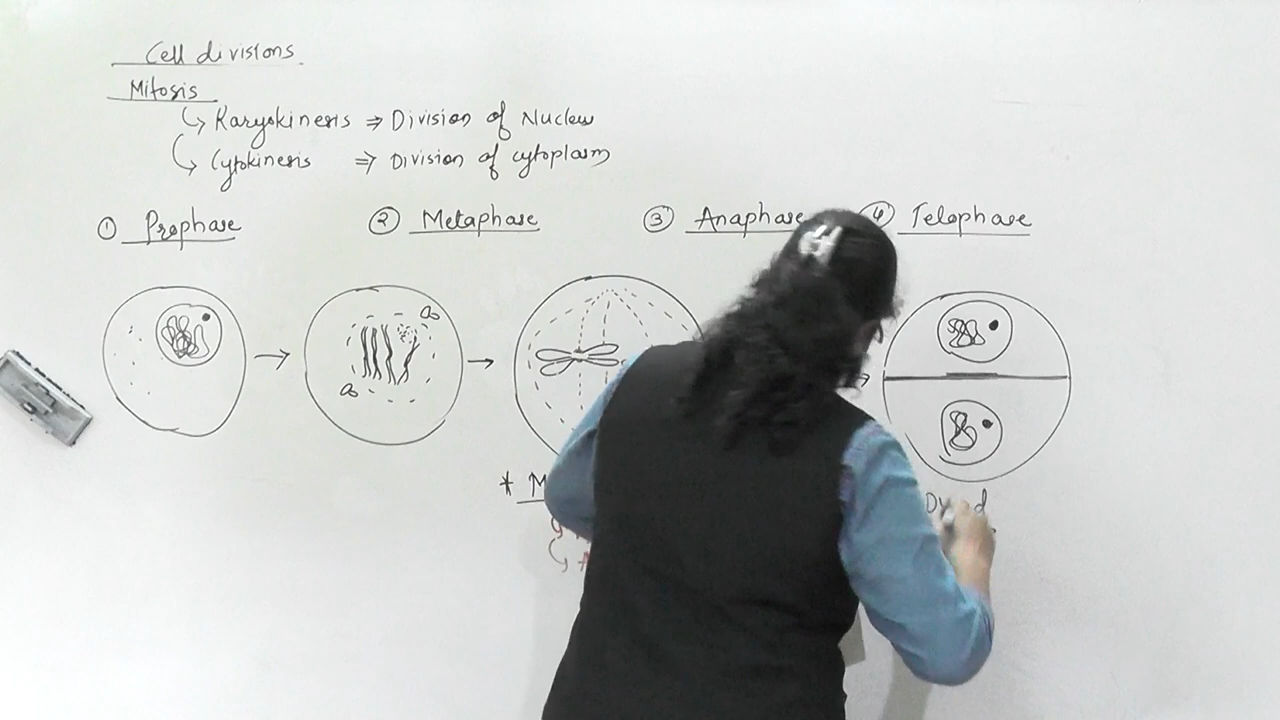 Cell divisions
Mitosis
↳ Karyokinesis ⇒ Division of Nucleus
↳ Cytokinesis ⇒ Division of cytoplasm
① Prophase ② Metaphase ③ Anaphase ④ Telophase
* M